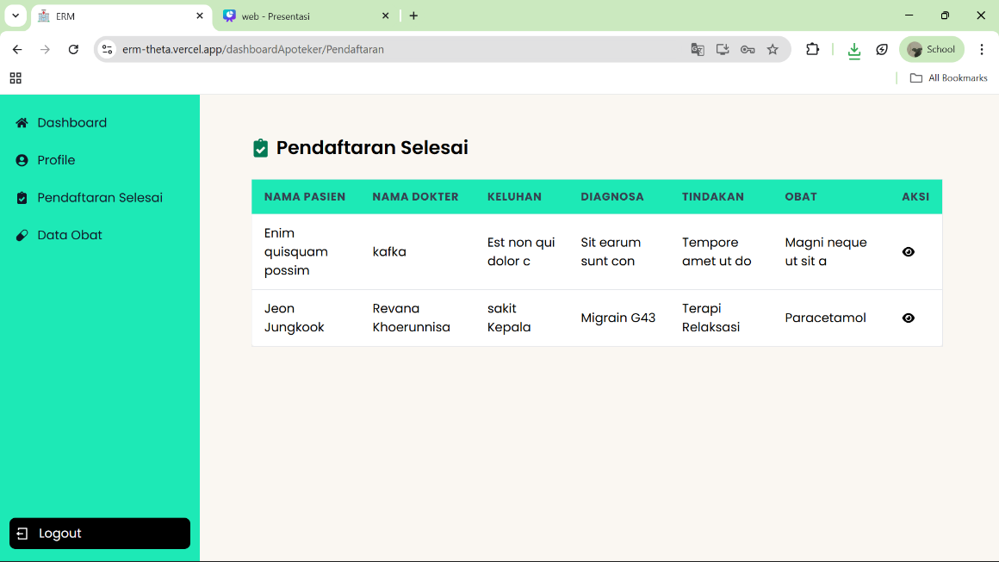 ERM
web - Presentasi
erm-theta.vercel.app/dashboardApoteker/Pendaftaran
School
All Bookmarks
Dashboard
Profile
Pendaftaran Selesai
Data Obat
Logout
Pendaftaran Selesai
NAMA PASIEN NAMA DOKTER KELUHAN DIAGNOSA TINDAKAN OBAT AKSI
Enim
quisquam
possim
kafka
Est non qui
dolor c
Sit earum
sunt con
Tempore
amet ut do
Magni neque
ut sit a
Jeon
Jungkook
Revana
Khoerunnisa
sakit
Kepala
Migrain G43
Terapi
Relaksasi
Paracetamol